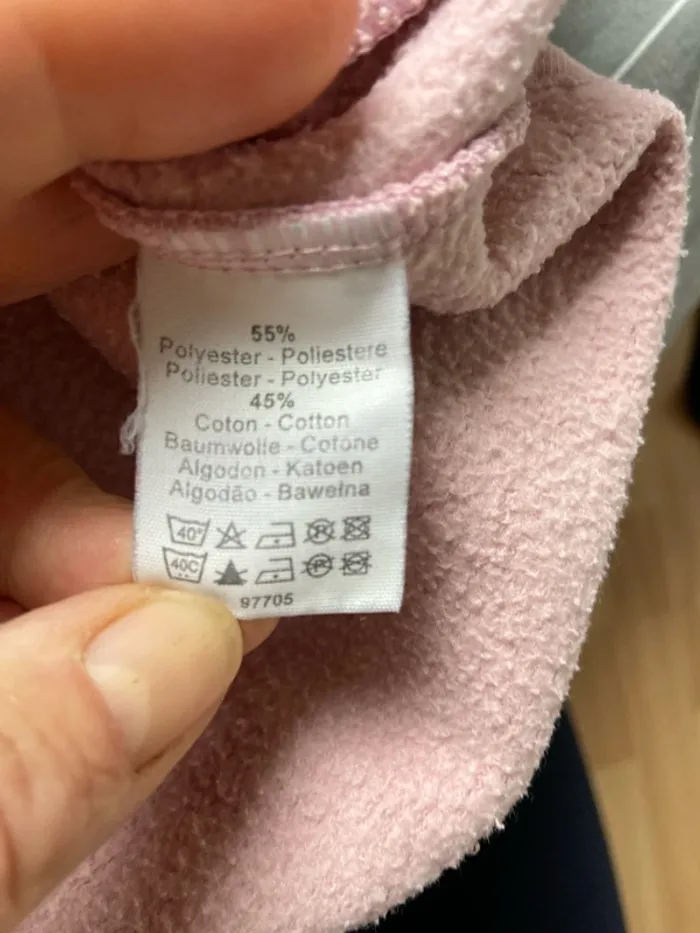 55%
Polyester - Poliestere
Poliester - Polyester
45%
Coton - Cotton
Baumwolle - Cotone
Algodon - Katoen
Algodão - Bawełna
40°
40C
97705